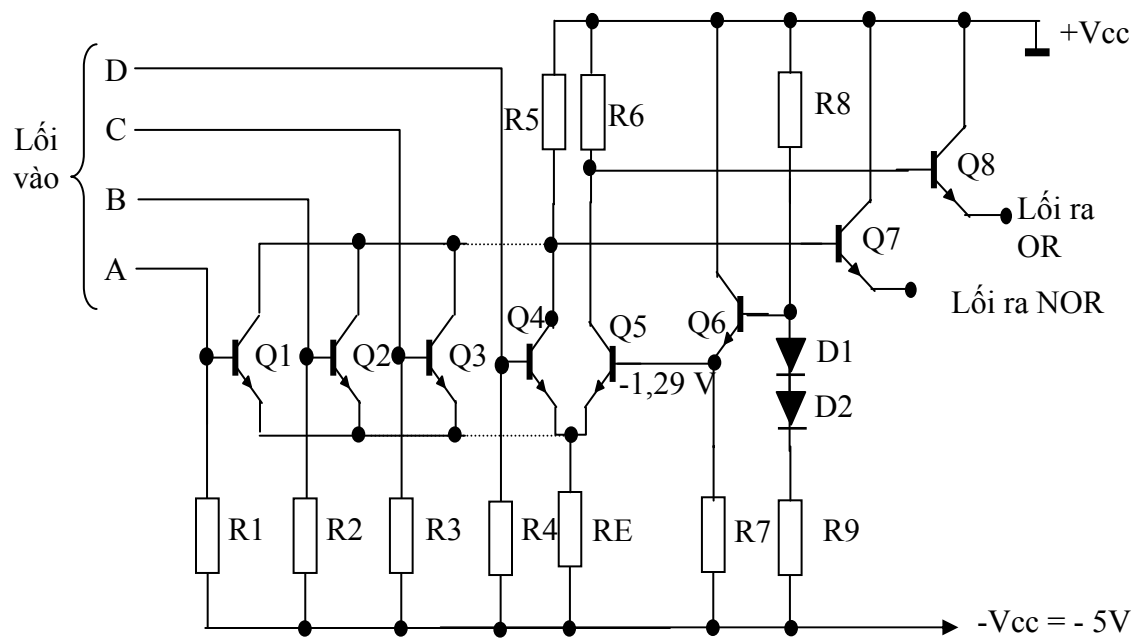 +Vcc
D
R5
R6
R8
Lối
vào
C
Q8
B
Lối ra
OR
Q7
A
Lối ra NOR
Q4
Q5
Q6
Q1
Q2
Q3
D1
-1,29 V
D2
R1
R2
R3
R4
RE
R7
R9
-Vcc = - 5V